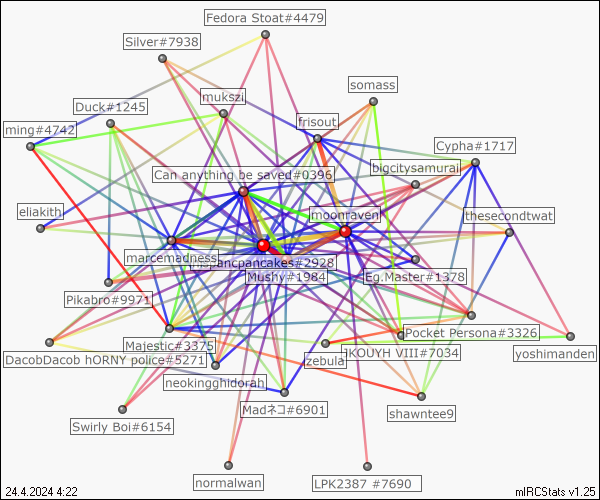 Fedora Stoat#4479
Silver#7938
somass
mukszi
Duck#1245
frisout
ming#4742
Cypha#1717
bigcitysamurai
Can anything be saved#0396
eliakith
moonraven
thesecondtwat
marcemadness
ancpancakes#2928
Mushy#1984
Eg.Master#1378
Pikabro#9971
Pocket Persona#3326
Majestic#3375
DacobDacob hORNY police#5271
JKOUYH VIII#7034
yoshimanden
zebula
neokingghidorah
Madネコ#6901
shawntee9
Swirly Boi#6154
normalwan
LPK2387 #7690
24.4.2024 4:22
mIRCStats v1.25